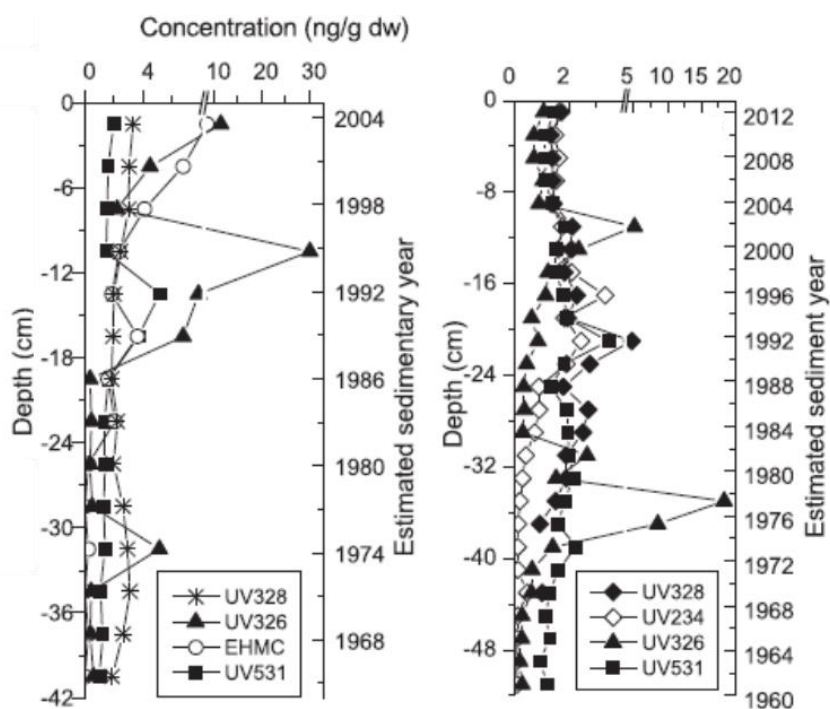 Concentration (ng/g dw)
0 4 10 20 30
0 2 5 10 20
0
-6
-12
-18
-24
-30
-36
-42
Depth (cm)
2004
1998
1992
1986
1980
1974
1968
Estimated sedimentary year
UV328
UV326
EHMC
UV531
0
-8
-16
-24
-32
-40
-48
Depth (cm)
2012
2008
2004
2000
1996
1992
1988
1984
1980
1976
1972
1968
1964
1960
Estimated sediment year
UV328
UV234
UV326
UV531